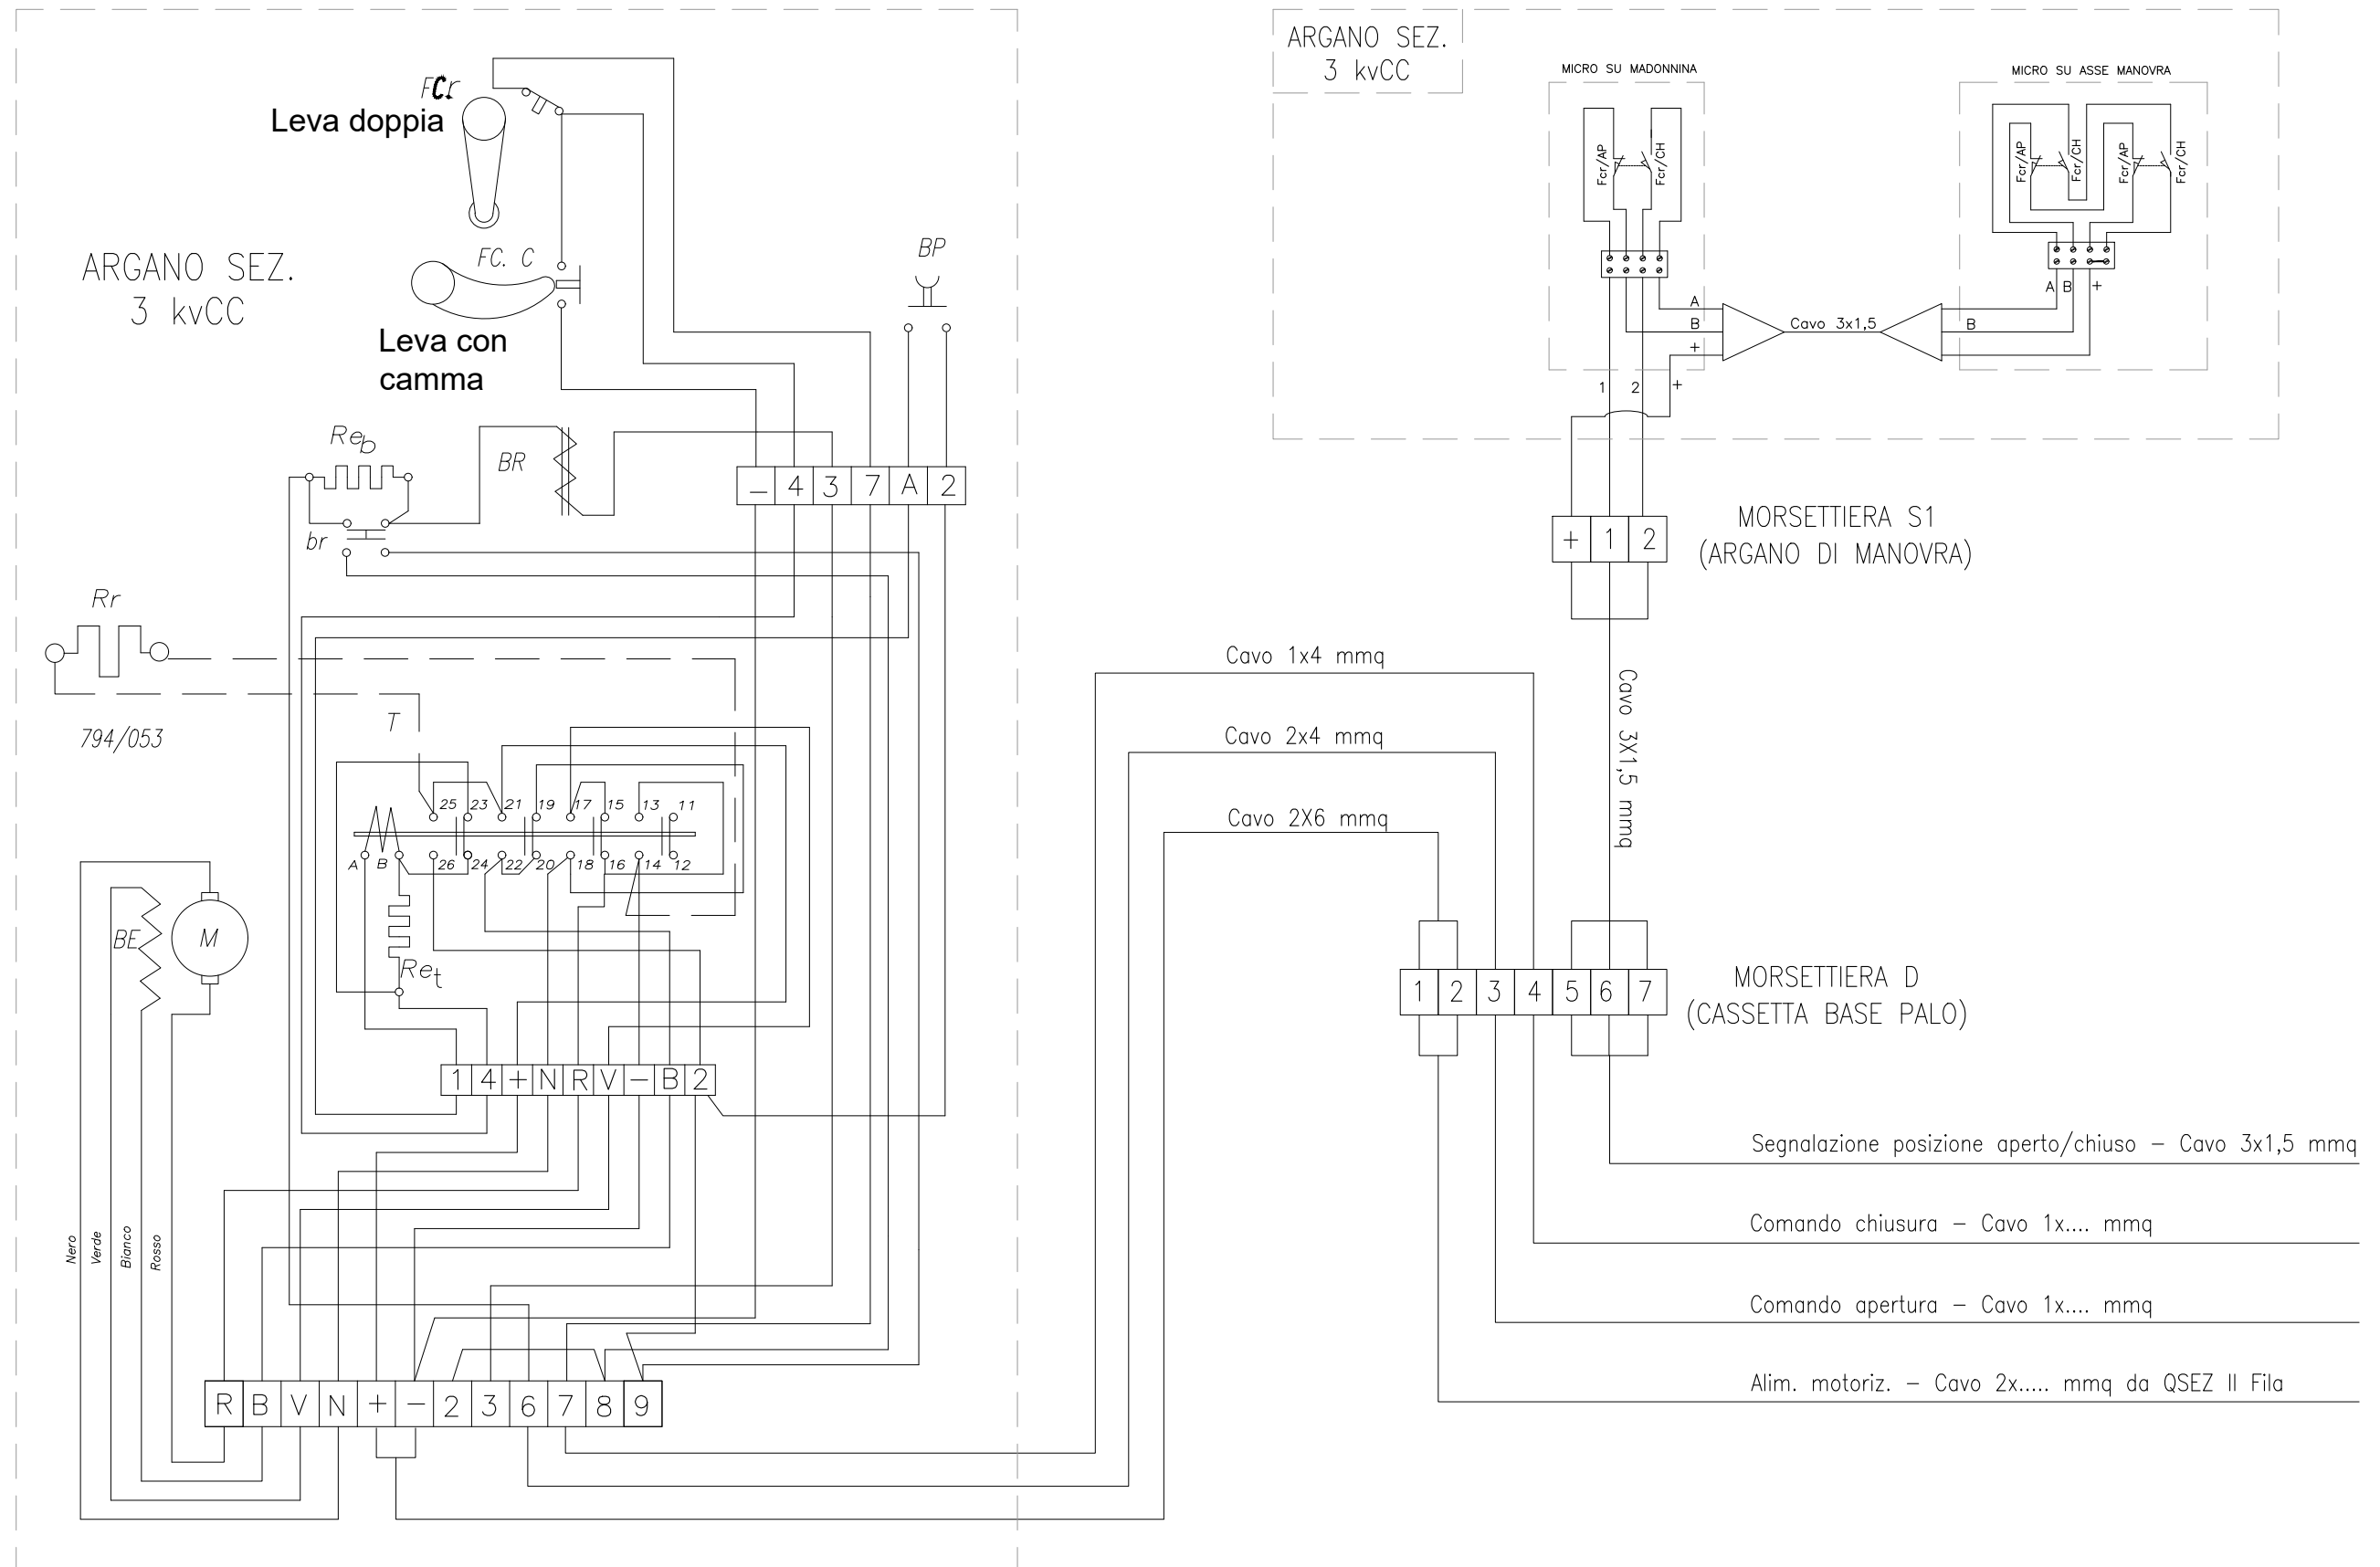 FCr
Leva doppia
FC. C
ARGANO SEZ.
3 kvCC
Leva con
camma
BP
Reb
BR
br
- 4 3 7 A 2
Rr
794/053
T
25 23 21 19 17 15 13 11
A B 26 24 22 20 18 16 14 12
Ret
BE
M
1 4 + N R V - B 2
Nero
Verde
Bianco
Rosso
R B V N + - 2 3 6 7 8 9
ARGANO SEZ.
3 kvCC
MICRO SU MADONNINA
Fcr/AP
Fcr/CH
MICRO SU ASSE MANOVRA
Fcr/AP
Fcr/CH
Fcr/AP
Fcr/CH
A
B
+
Cavo 3x1,5
A B +
B
1 2 +
+ 1 2
MORSETTIERA S1
(ARGANO DI MANOVRA)
Cavo 1x4 mmq
Cavo 2x4 mmq
Cavo 2X6 mmq
Cavo 3X1,5 mmq
1 2 3 4 5 6 7
MORSETTIERA D
(CASSETTA BASE PALO)
Segnalazione posizione aperto/chiuso - Cavo 3x1,5 mmq
Comando chiusura - Cavo 1x.... mmq
Comando apertura - Cavo 1x.... mmq
Alim. motoriz. - Cavo 2x..... mmq da QSEZ II Fila